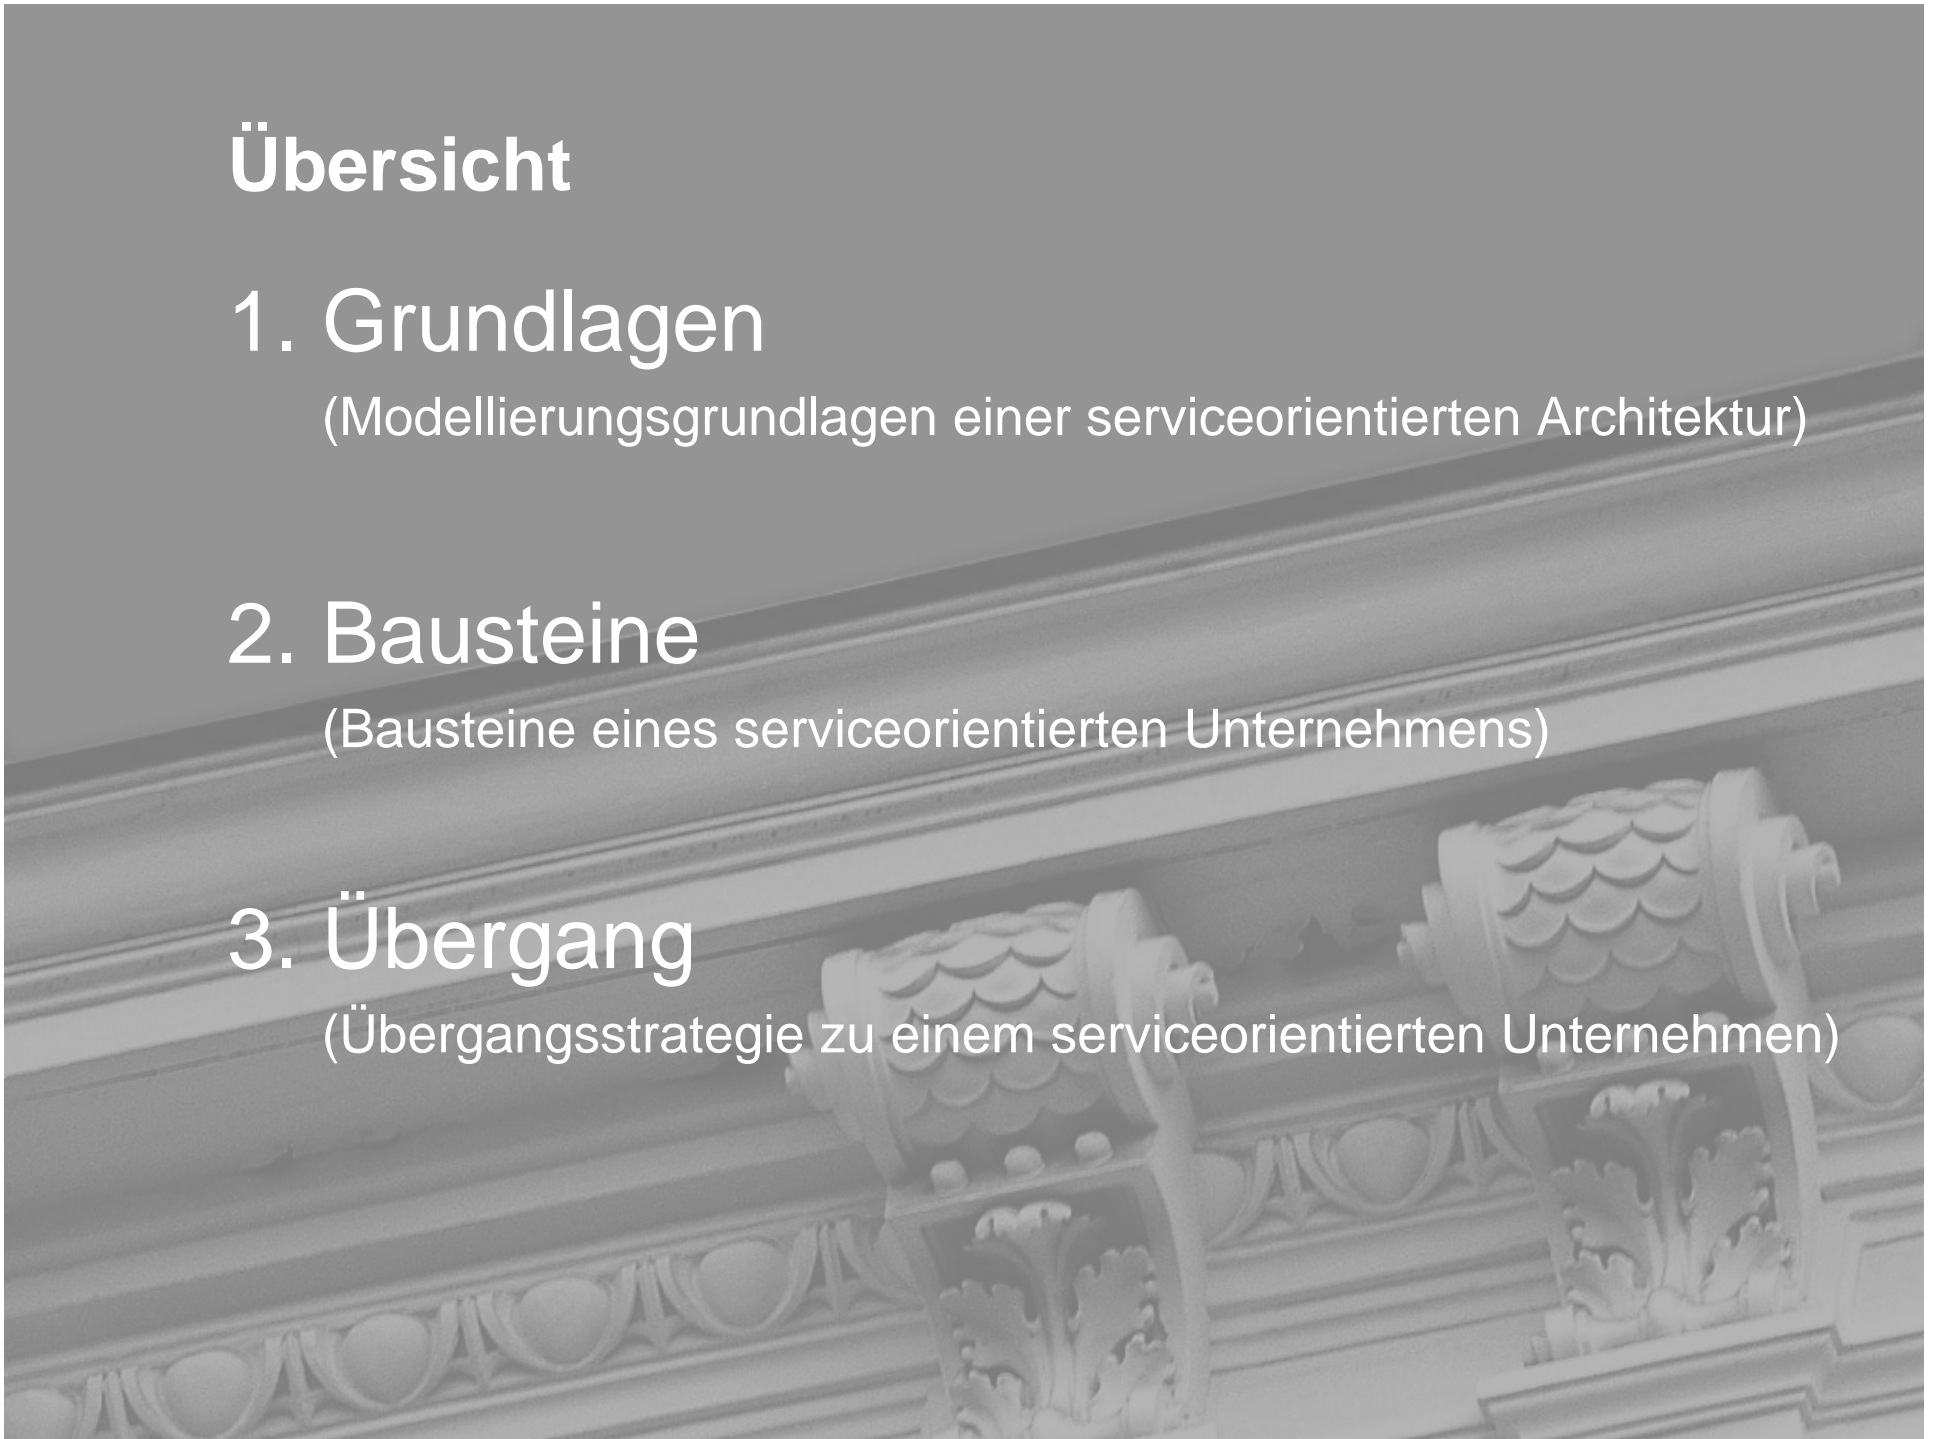 Übersicht
1. Grundlagen
(Modellierungsgrundlagen einer serviceorientierten Architektur)
2. Bausteine
(Bausteine eines serviceorientierten Unternehmens)
3. Übergang
(Übergangsstrategie zu einem serviceorientierten Unternehmen)